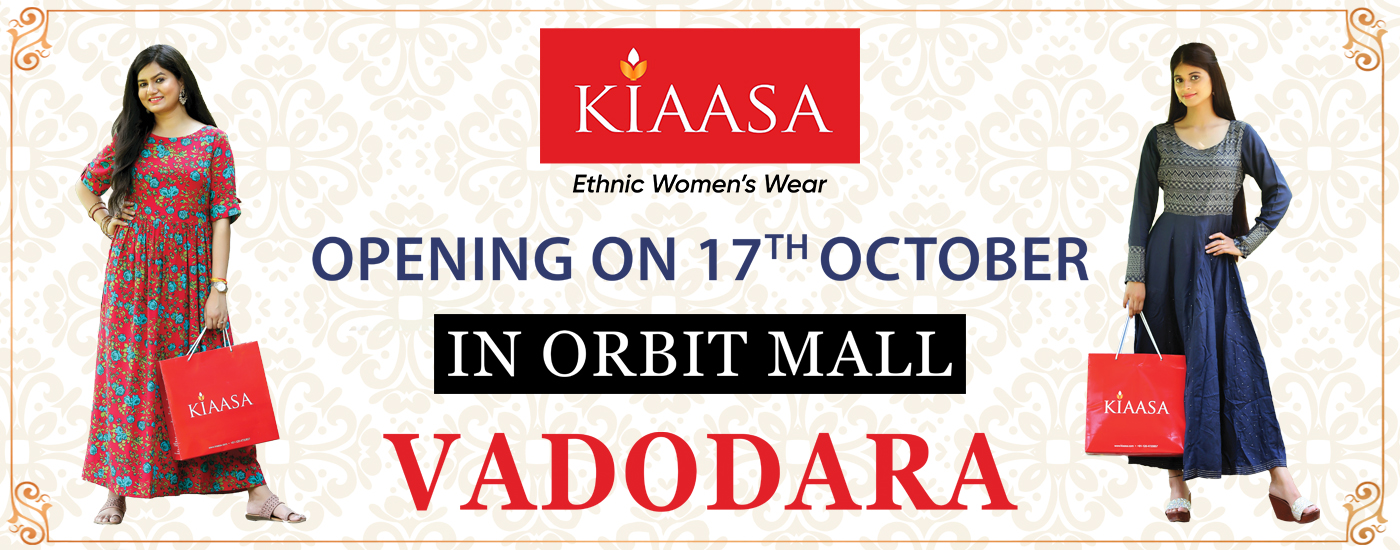 KIAASA
Ethnic Women's Wear
OPENING ON 17TH OCTOBER
IN ORBIT MALL
VADODARA
KIAASA
KIAASA